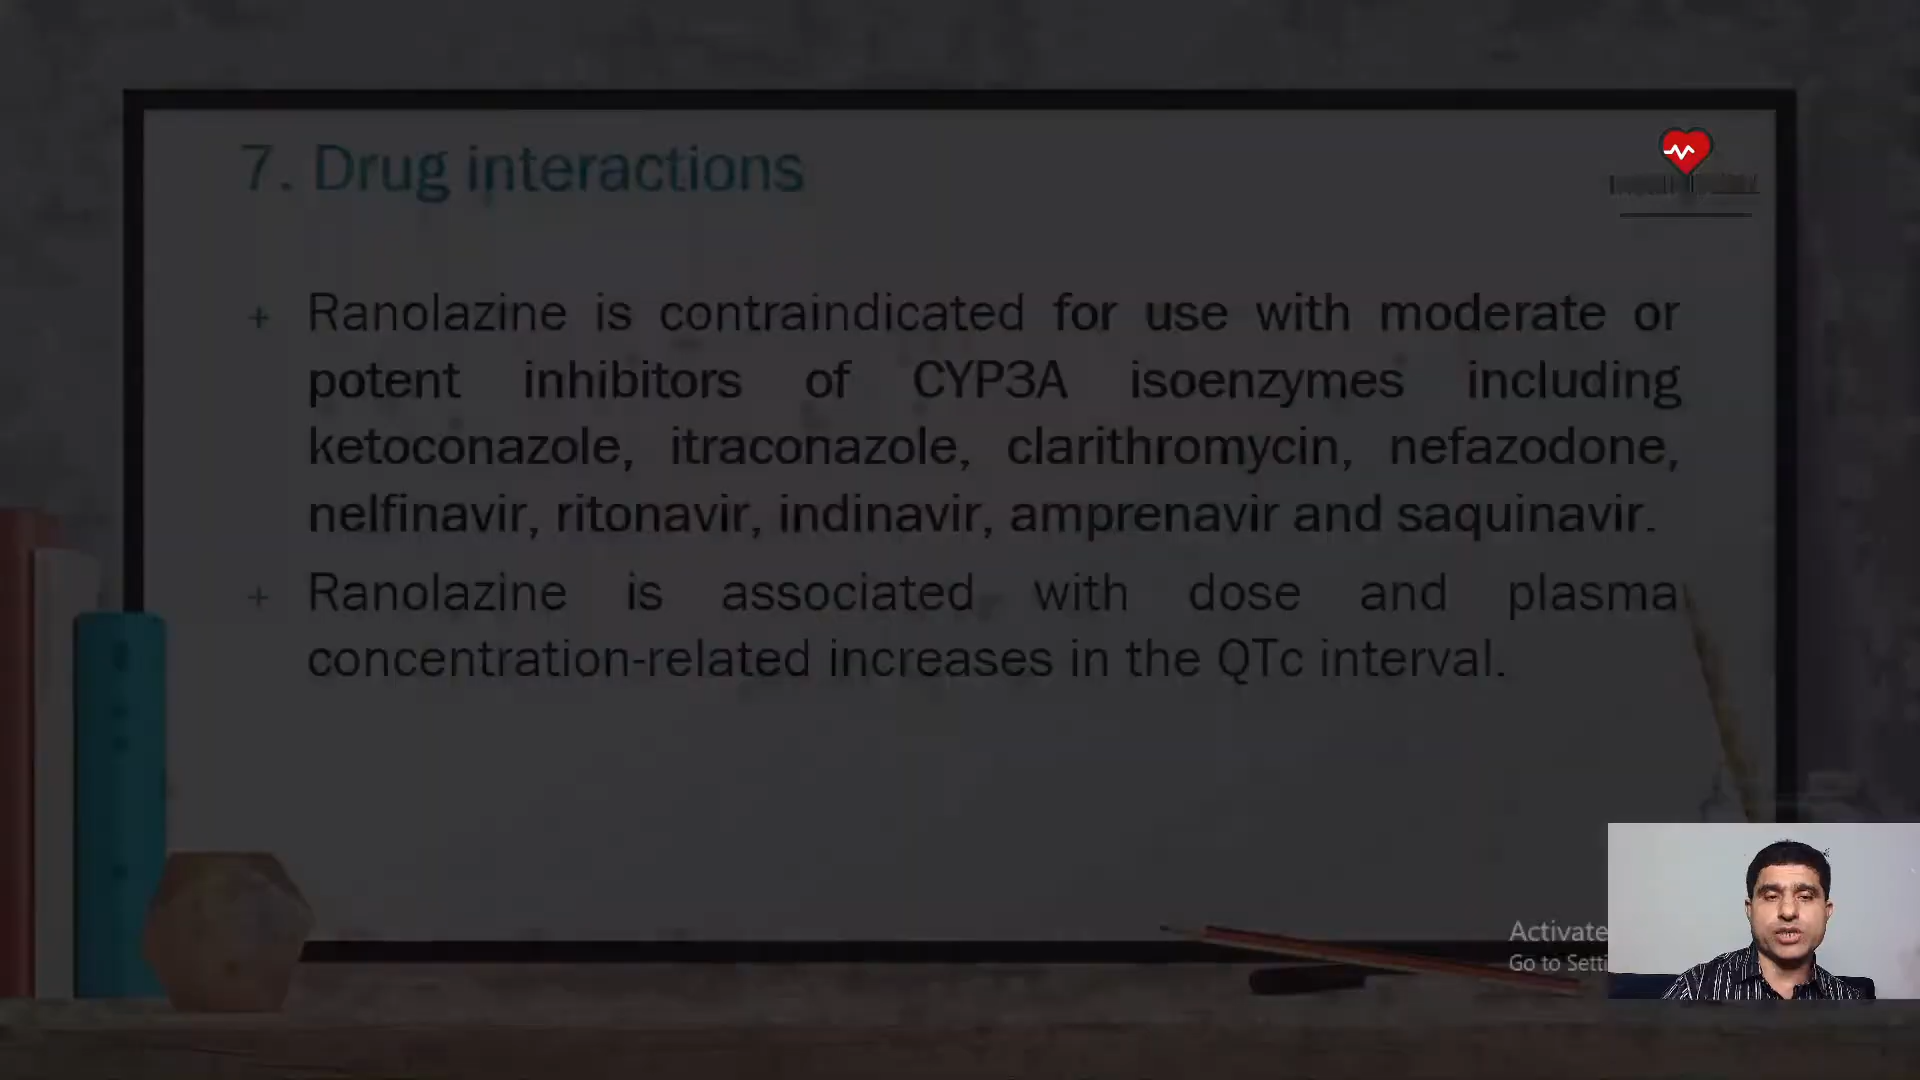 7. Drug interactions
+ Ranolazine is contraindicated for use with moderate or
potent inhibitors of CYP3A isoenzymes including
ketoconazole, itraconazole, clarithromycin, nefazodone,
nelfinavir, ritonavir, indinavir, amprenavir and saquinavir.
+ Ranolazine is associated with dose and plasma
concentration-related increases in the QTc interval.
Activate
Go to Setti